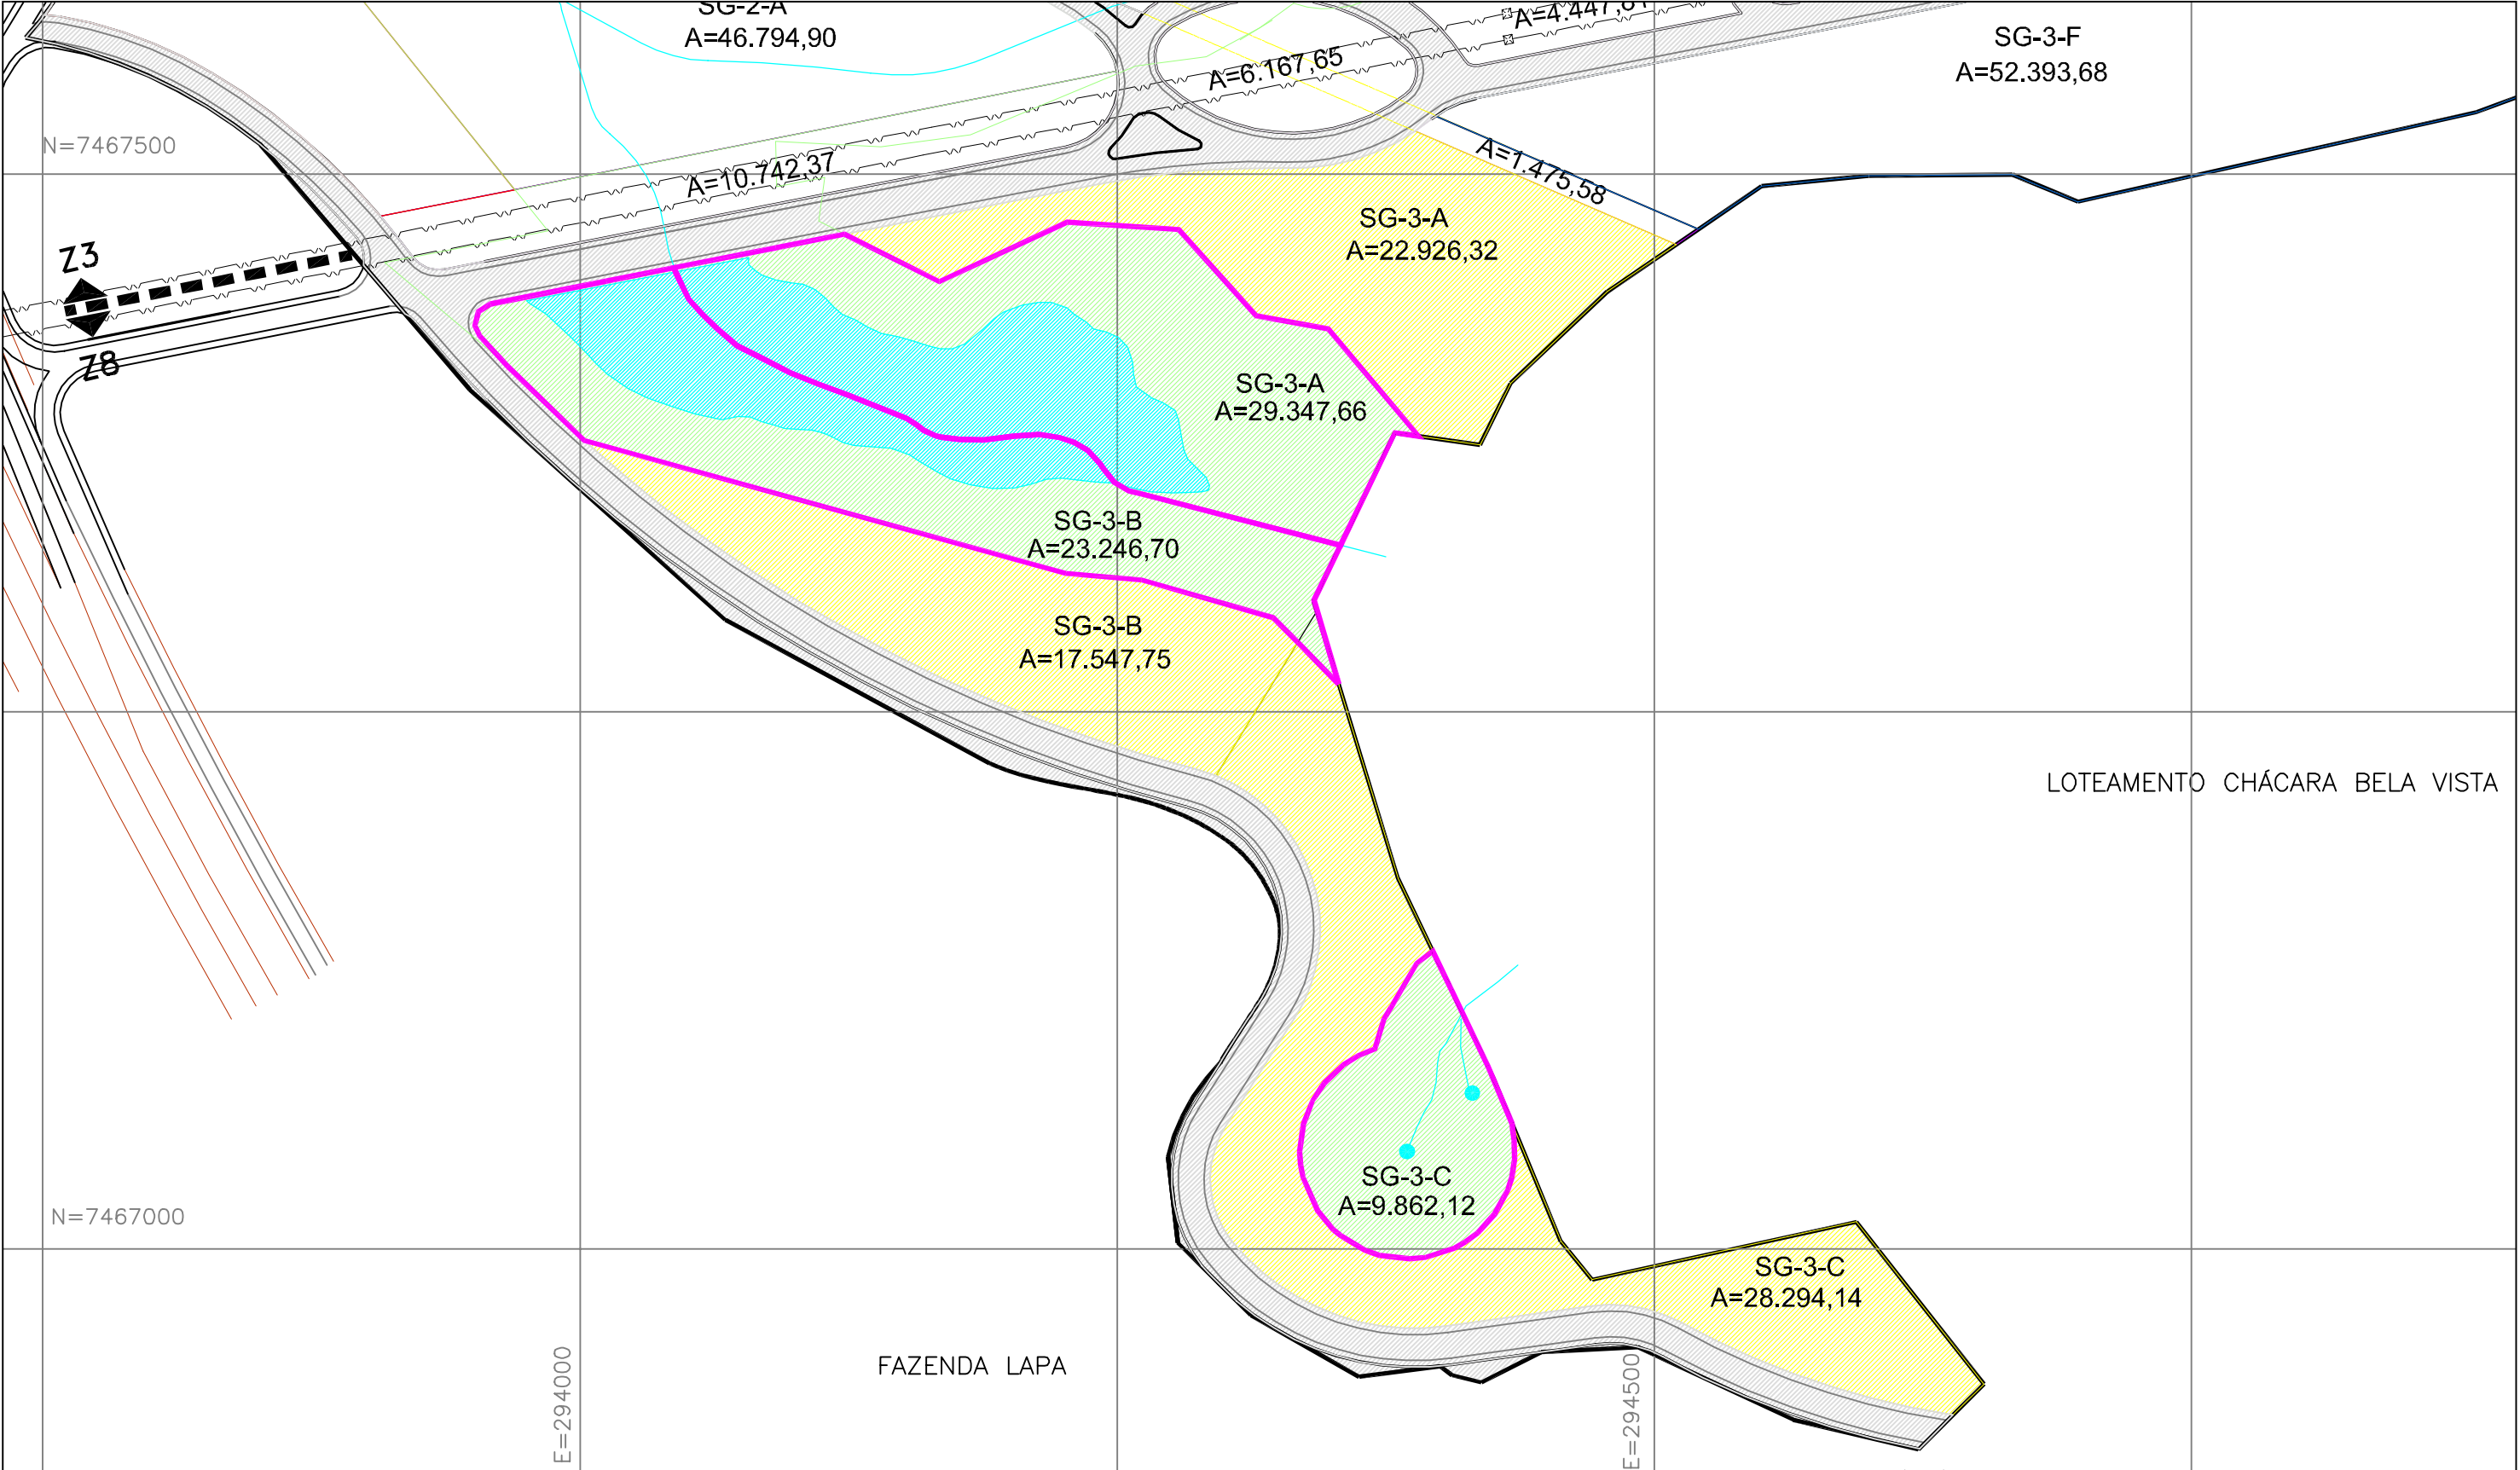 SG-2-A
A=46.794,90
A=4.447,81
SG-3-F
A=52.393,68
A=6.167,65
N=7467500
A=10.742,37
A=1.475,58
SG-3-A
A=22.926,32
Z3
Z8
SG-3-A
A=29.347,66
SG-3-B
A=23.246,70
SG-3-B
A=17.547,75
LOTEAMENTO CHÁCARA BELA VISTA
SG-3-C
A=9.862,12
N=7467000
SG-3-C
A=28.294,14
FAZENDA LAPA
E=294000
E=294500